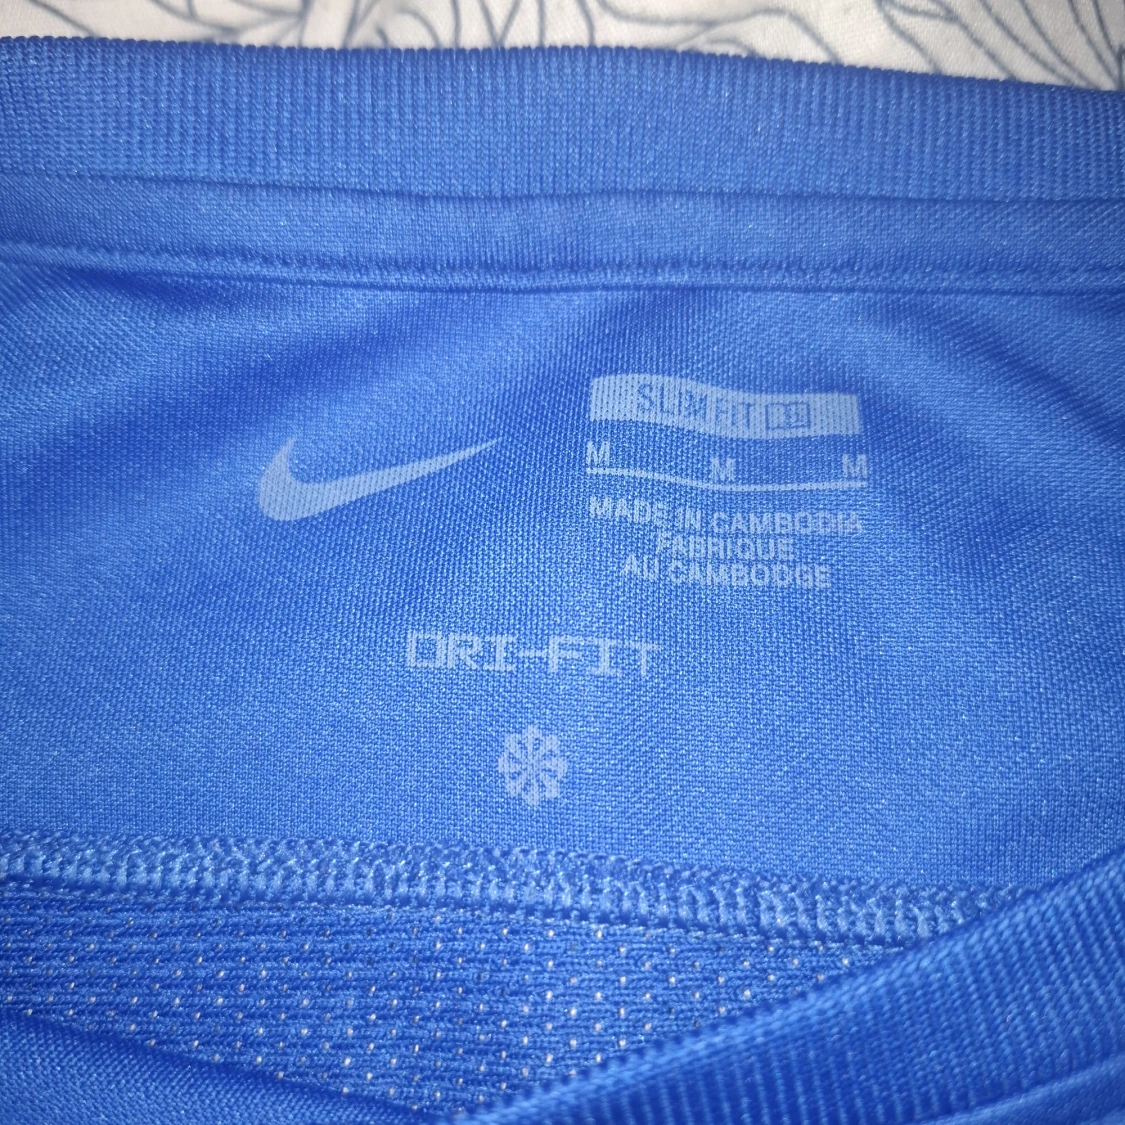 SLIM FIT
M M M
MADE IN CAMBODIA
FABRIQUE
AU CAMBODGE
DRI-FIT